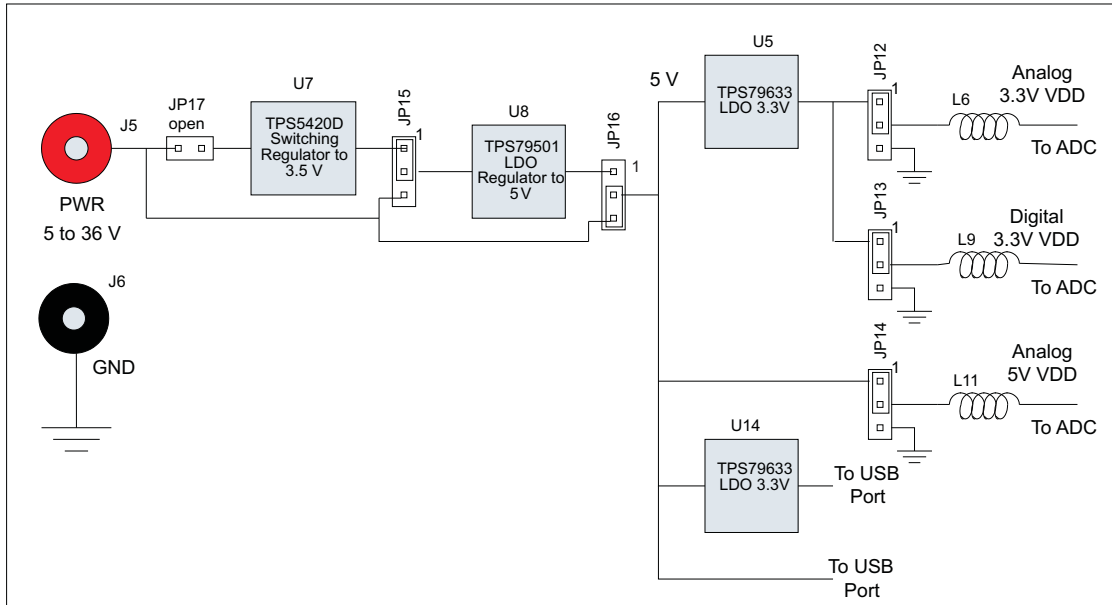 J5
PWR
5 to 36 V
J6
GND
JP17
open
U7
TPS5420D
Switching
Regulator to
3.5 V
JP15
1
U8
TPS79501
LDO
Regulator to
5 V
JP16
1
5 V
U5
TPS79633
LDO 3.3V
JP12
1
L6
Analog
3.3V VDD
To ADC
JP13
1
L9
Digital
3.3V VDD
To ADC
JP14
1
L11
Analog
5V VDD
To ADC
U14
TPS79633
LDO 3.3V
To USB
Port
To USB
Port